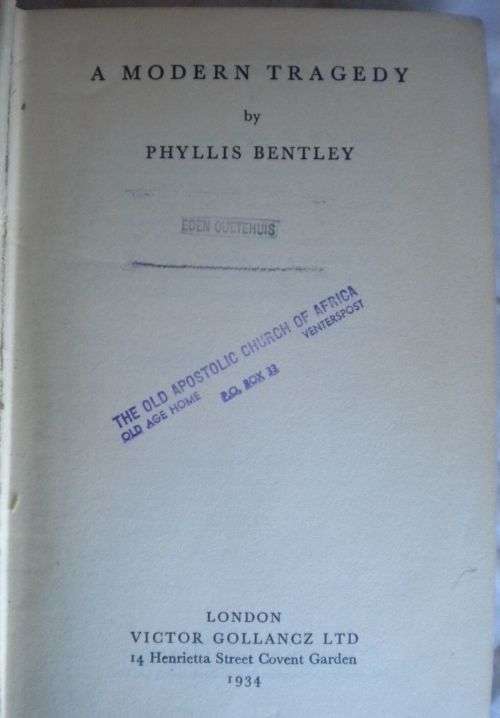 A MODERN TRAGEDY
by
PHYLLIS BENTLEY
EDEN OUETEHUIS
THE OLD APOSTOLIC CHURCH OF AFRICA
OLD AGE HOME P.O. BOX 33 VENTERSPOST
LONDON
VICTOR GOLLANCZ LTD
14 Henrietta Street Covent Garden
1934